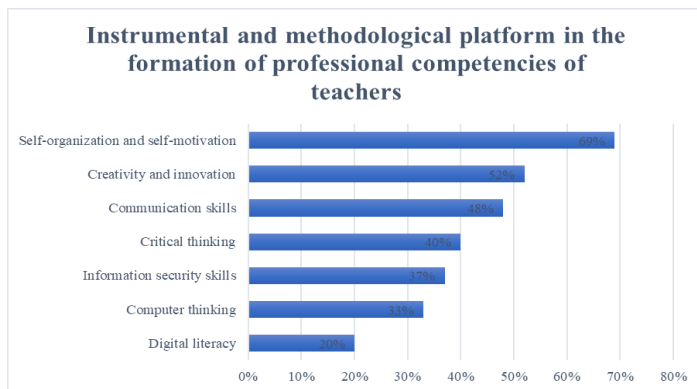 Instrumental and methodological platform in the
formation of professional competencies of
teachers
Self-organization and self-motivation 69%
Creativity and innovation 52%
Communication skills 48%
Critical thinking 40%
Information security skills 37%
Computer thinking 33%
Digital literacy 20%
0% 10% 20% 30% 40% 50% 60% 70% 80%